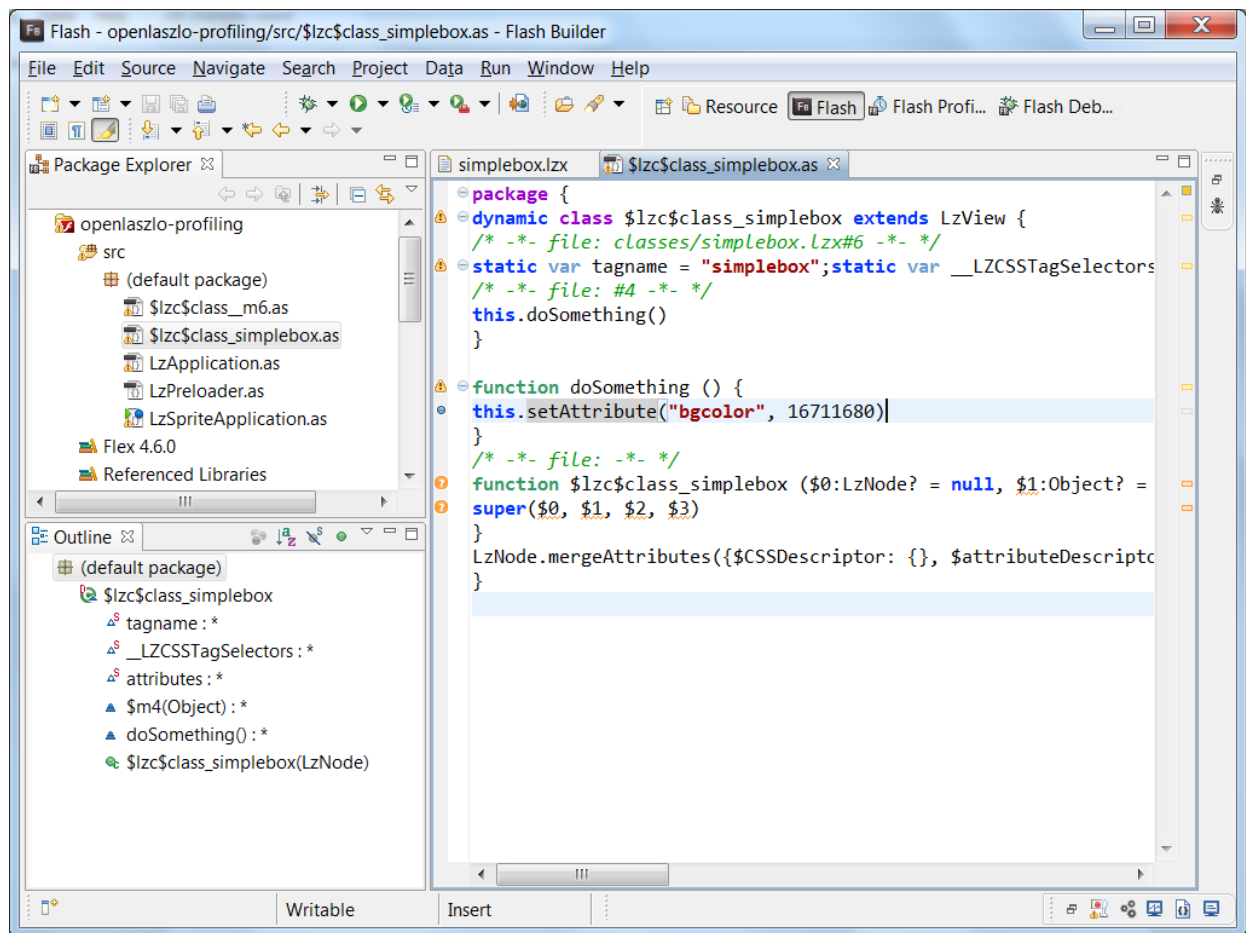 Flash - openlaszlo-profiling/src/$lzc$class_simplebox.as - Flash Builder
File Edit Source Navigate Search Project Data Run Window Help
Resource Flash Flash Profi... Flash Deb...
Package Explorer
openlaszlo-profiling
src
(default package)
$lzc$class__m6.as
$lzc$class_simplebox.as
LzApplication.as
LzPreloader.as
LzSpriteApplication.as
Flex 4.6.0
Referenced Libraries
Outline
(default package)
$lzc$class_simplebox
tagname : *
__LZCSSTagSelectors : *
attributes : *
$m4(Object) : *
doSomething() : *
$lzc$class_simplebox(LzNode)
simplebox.lzx $lzc$class_simplebox.as
package {
dynamic class $lzc$class_simplebox extends LzView {
/* -*- file: classes/simplebox.lzx#6 -*- */
static var tagname = "simplebox";static var __LZCSSTagSelectors
/* -*- file: #4 -*- */
this.doSomething()
}
function doSomething () {
this.setAttribute("bgcolor", 16711680)
}
/* -*- file: -*- */
function $lzc$class_simplebox ($0:LzNode? = null, $1:Object? =
super($0, $1, $2, $3)
}
LzNode.mergeAttributes({$CSSDescriptor: {}, $attributeDescriptc
}
Writable Insert